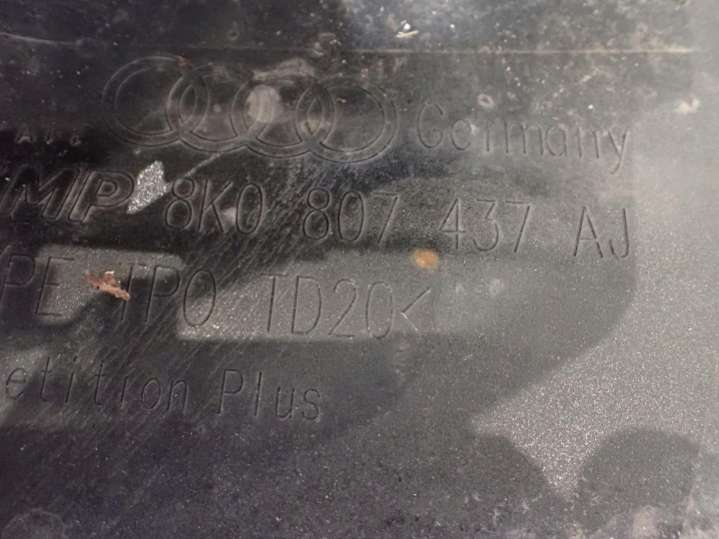 Germany
MP 8K0 807 437 AJ
PE TPO TD20<
etition Plus